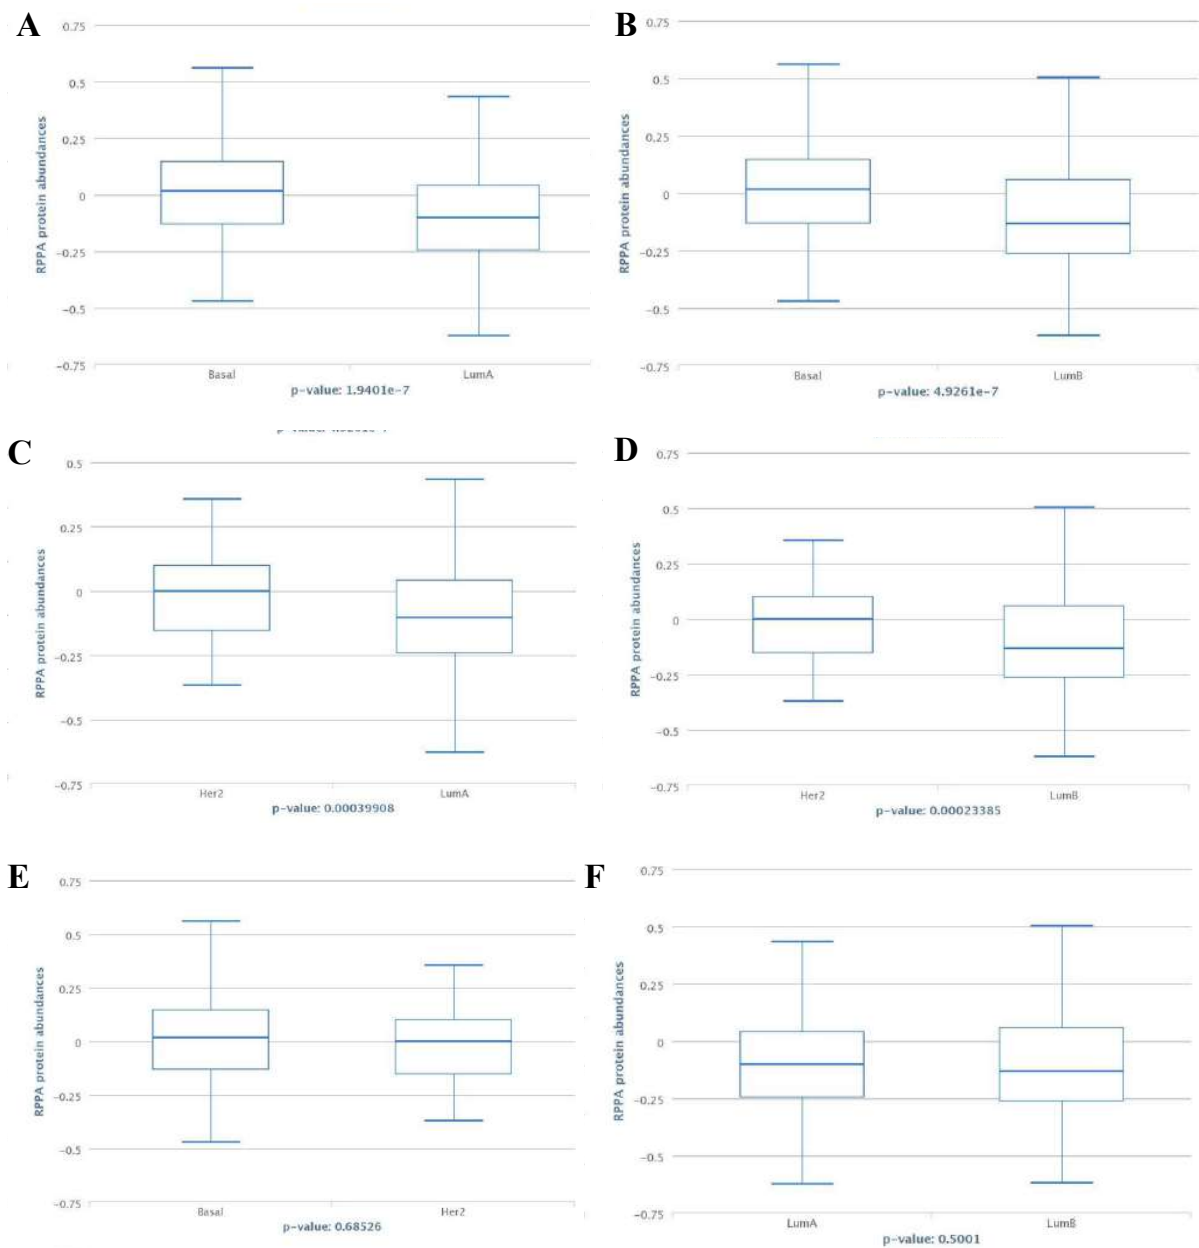 A
0.75
0.5
0.25
0
−0.25
−0.5
−0.75
RPPA protein abundances
Basal
LumA
p-value: 1.9401e-7
B
0.75
0.5
0.25
0
−0.25
−0.5
−0.75
RPPA protein abundances
Basal
LumB
p-value: 4.9261e-7
C
0.5
0.25
0
−0.25
−0.5
−0.75
RPPA protein abundances
Her2
LumA
p-value: 0.00039908
D
0.75
0.5
0.25
0
−0.25
−0.5
−0.75
RPPA protein abundances
Her2
LumB
p-value: 0.00023385
E
0.75
0.5
0.25
0
−0.25
−0.5
−0.75
RPPA protein abundances
Basal
Her2
p-value: 0.68526
F
0.75
0.5
0.25
0
−0.25
−0.5
−0.75
RPPA protein abundances
LumA
LumB
p-value: 0.5001